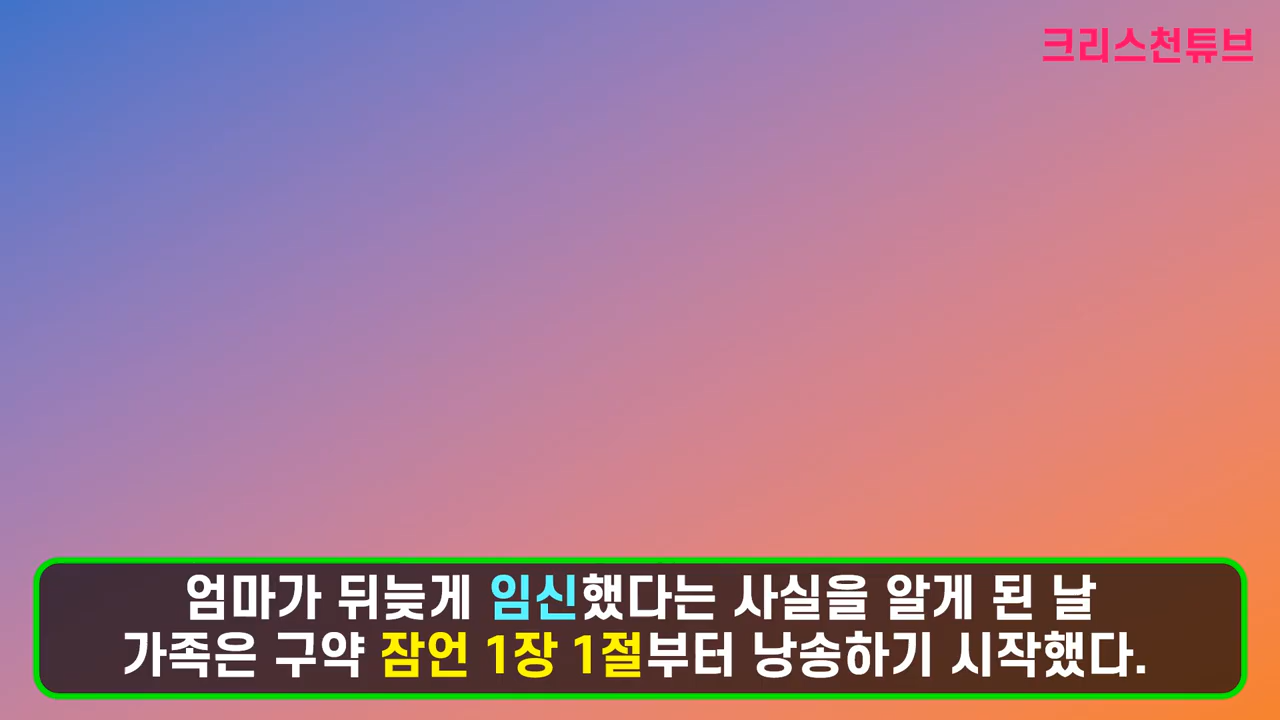 크리스천튜브
엄마가 뒤늦게 임신했다는 사실을 알게 된 날
가족은 구약 잠언 1장 1절부터 낭송하기 시작했다.